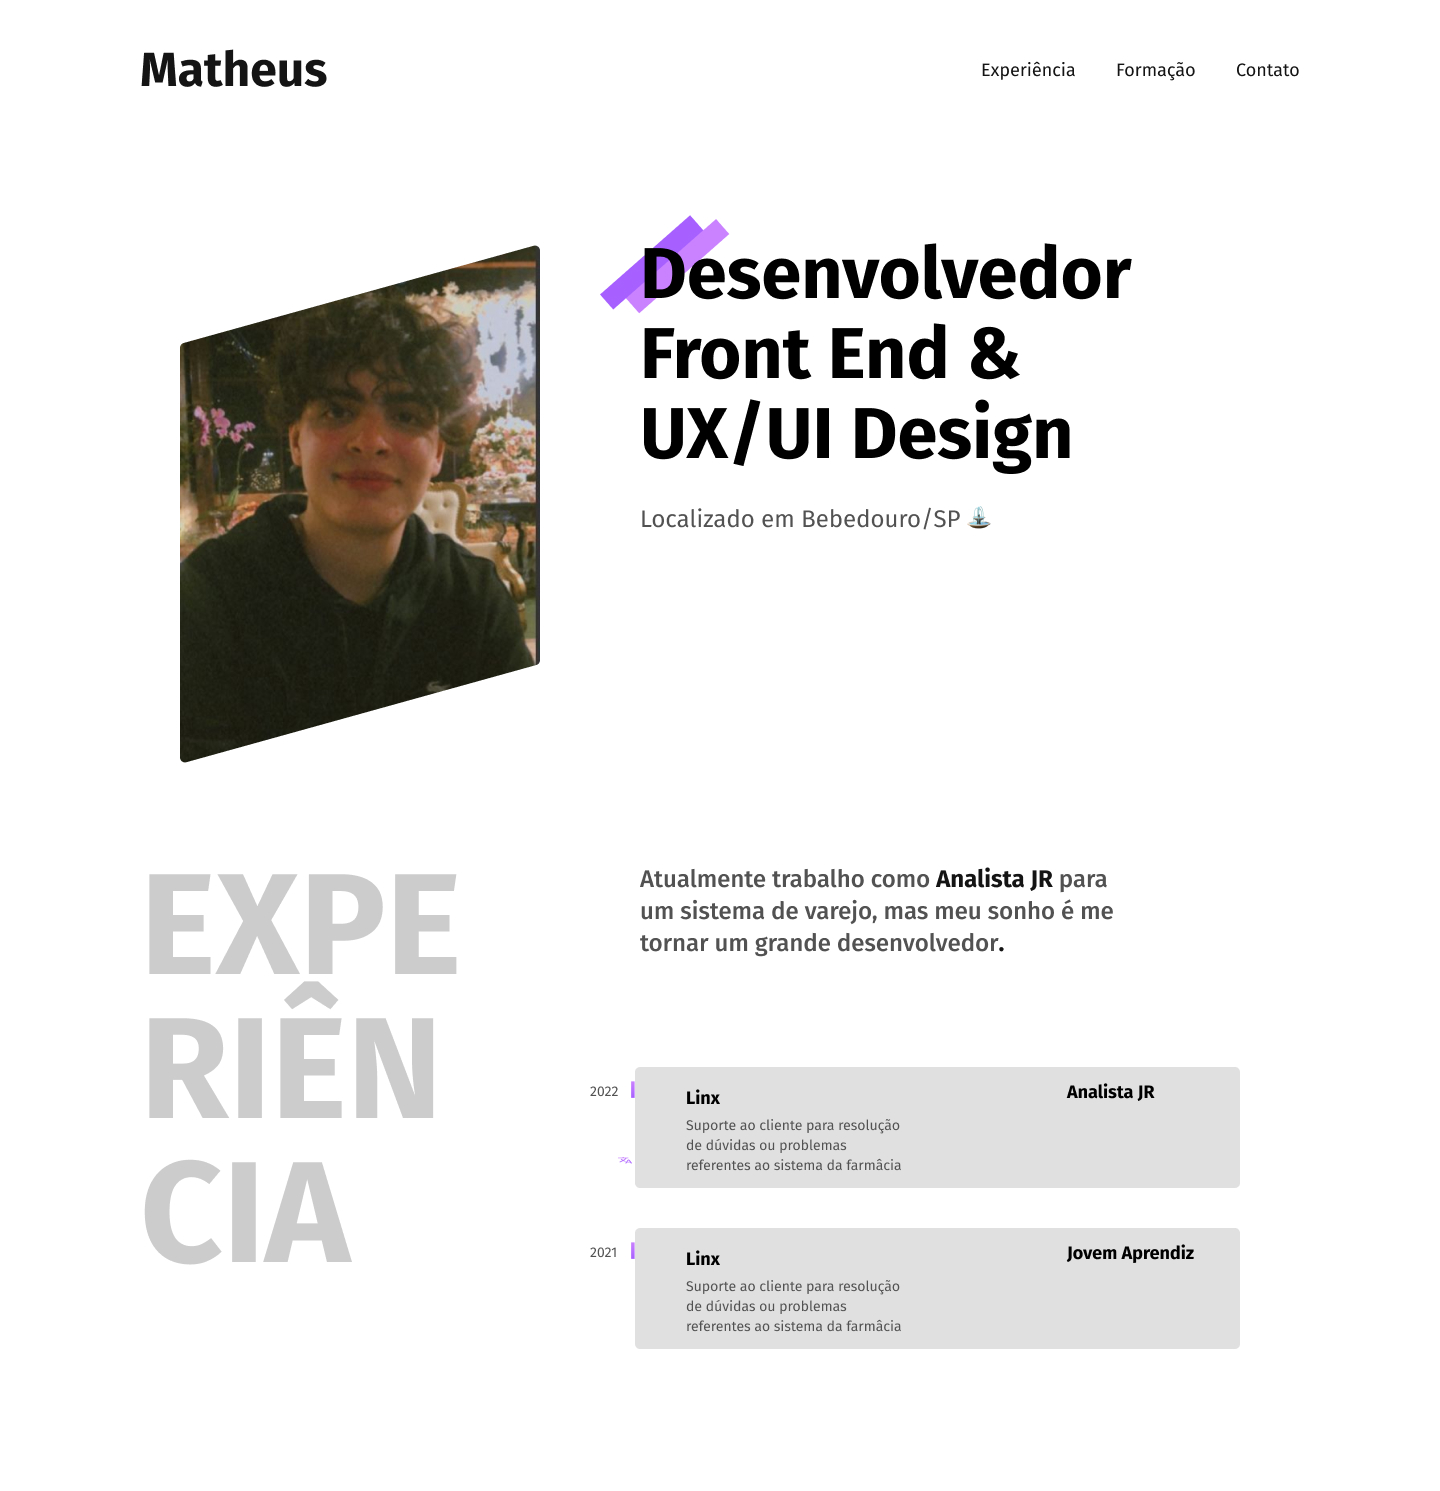 Matheus
Experiência Formação Contato
Desenvolvedor
Front End &
UX/UI Design
Localizado em Bebedouro/SP ⛲
EXPE
RIÊN
CIA
Atualmente trabalho como Analista JR para
um sistema de varejo, mas meu sonho é me
tornar um grande desenvolvedor.
2022
Linx
Analista JR
Suporte ao cliente para resolução
de dúvidas ou problemas
referentes ao sistema da farmâcia
2021
Linx
Jovem Aprendiz
Suporte ao cliente para resolução
de dúvidas ou problemas
referentes ao sistema da farmâcia